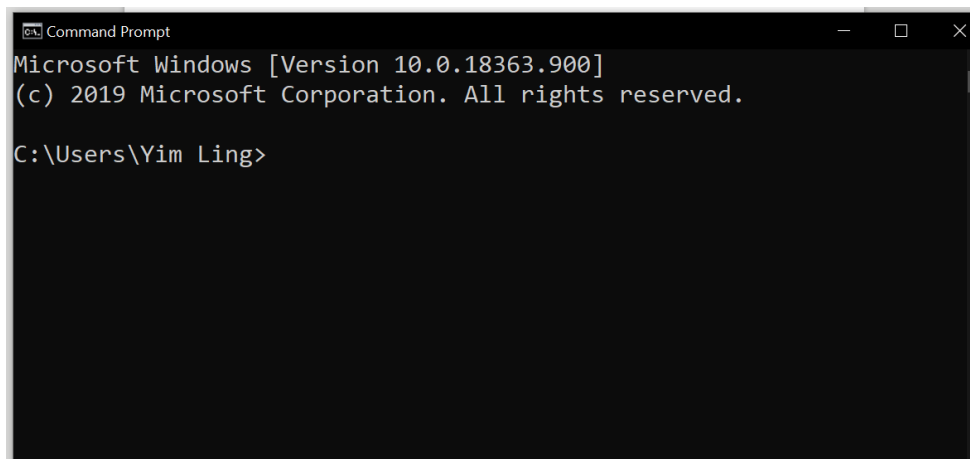 Command Prompt
Microsoft Windows [Version 10.0.18363.900]
(c) 2019 Microsoft Corporation. All rights reserved.
C:\Users\Yim Ling>